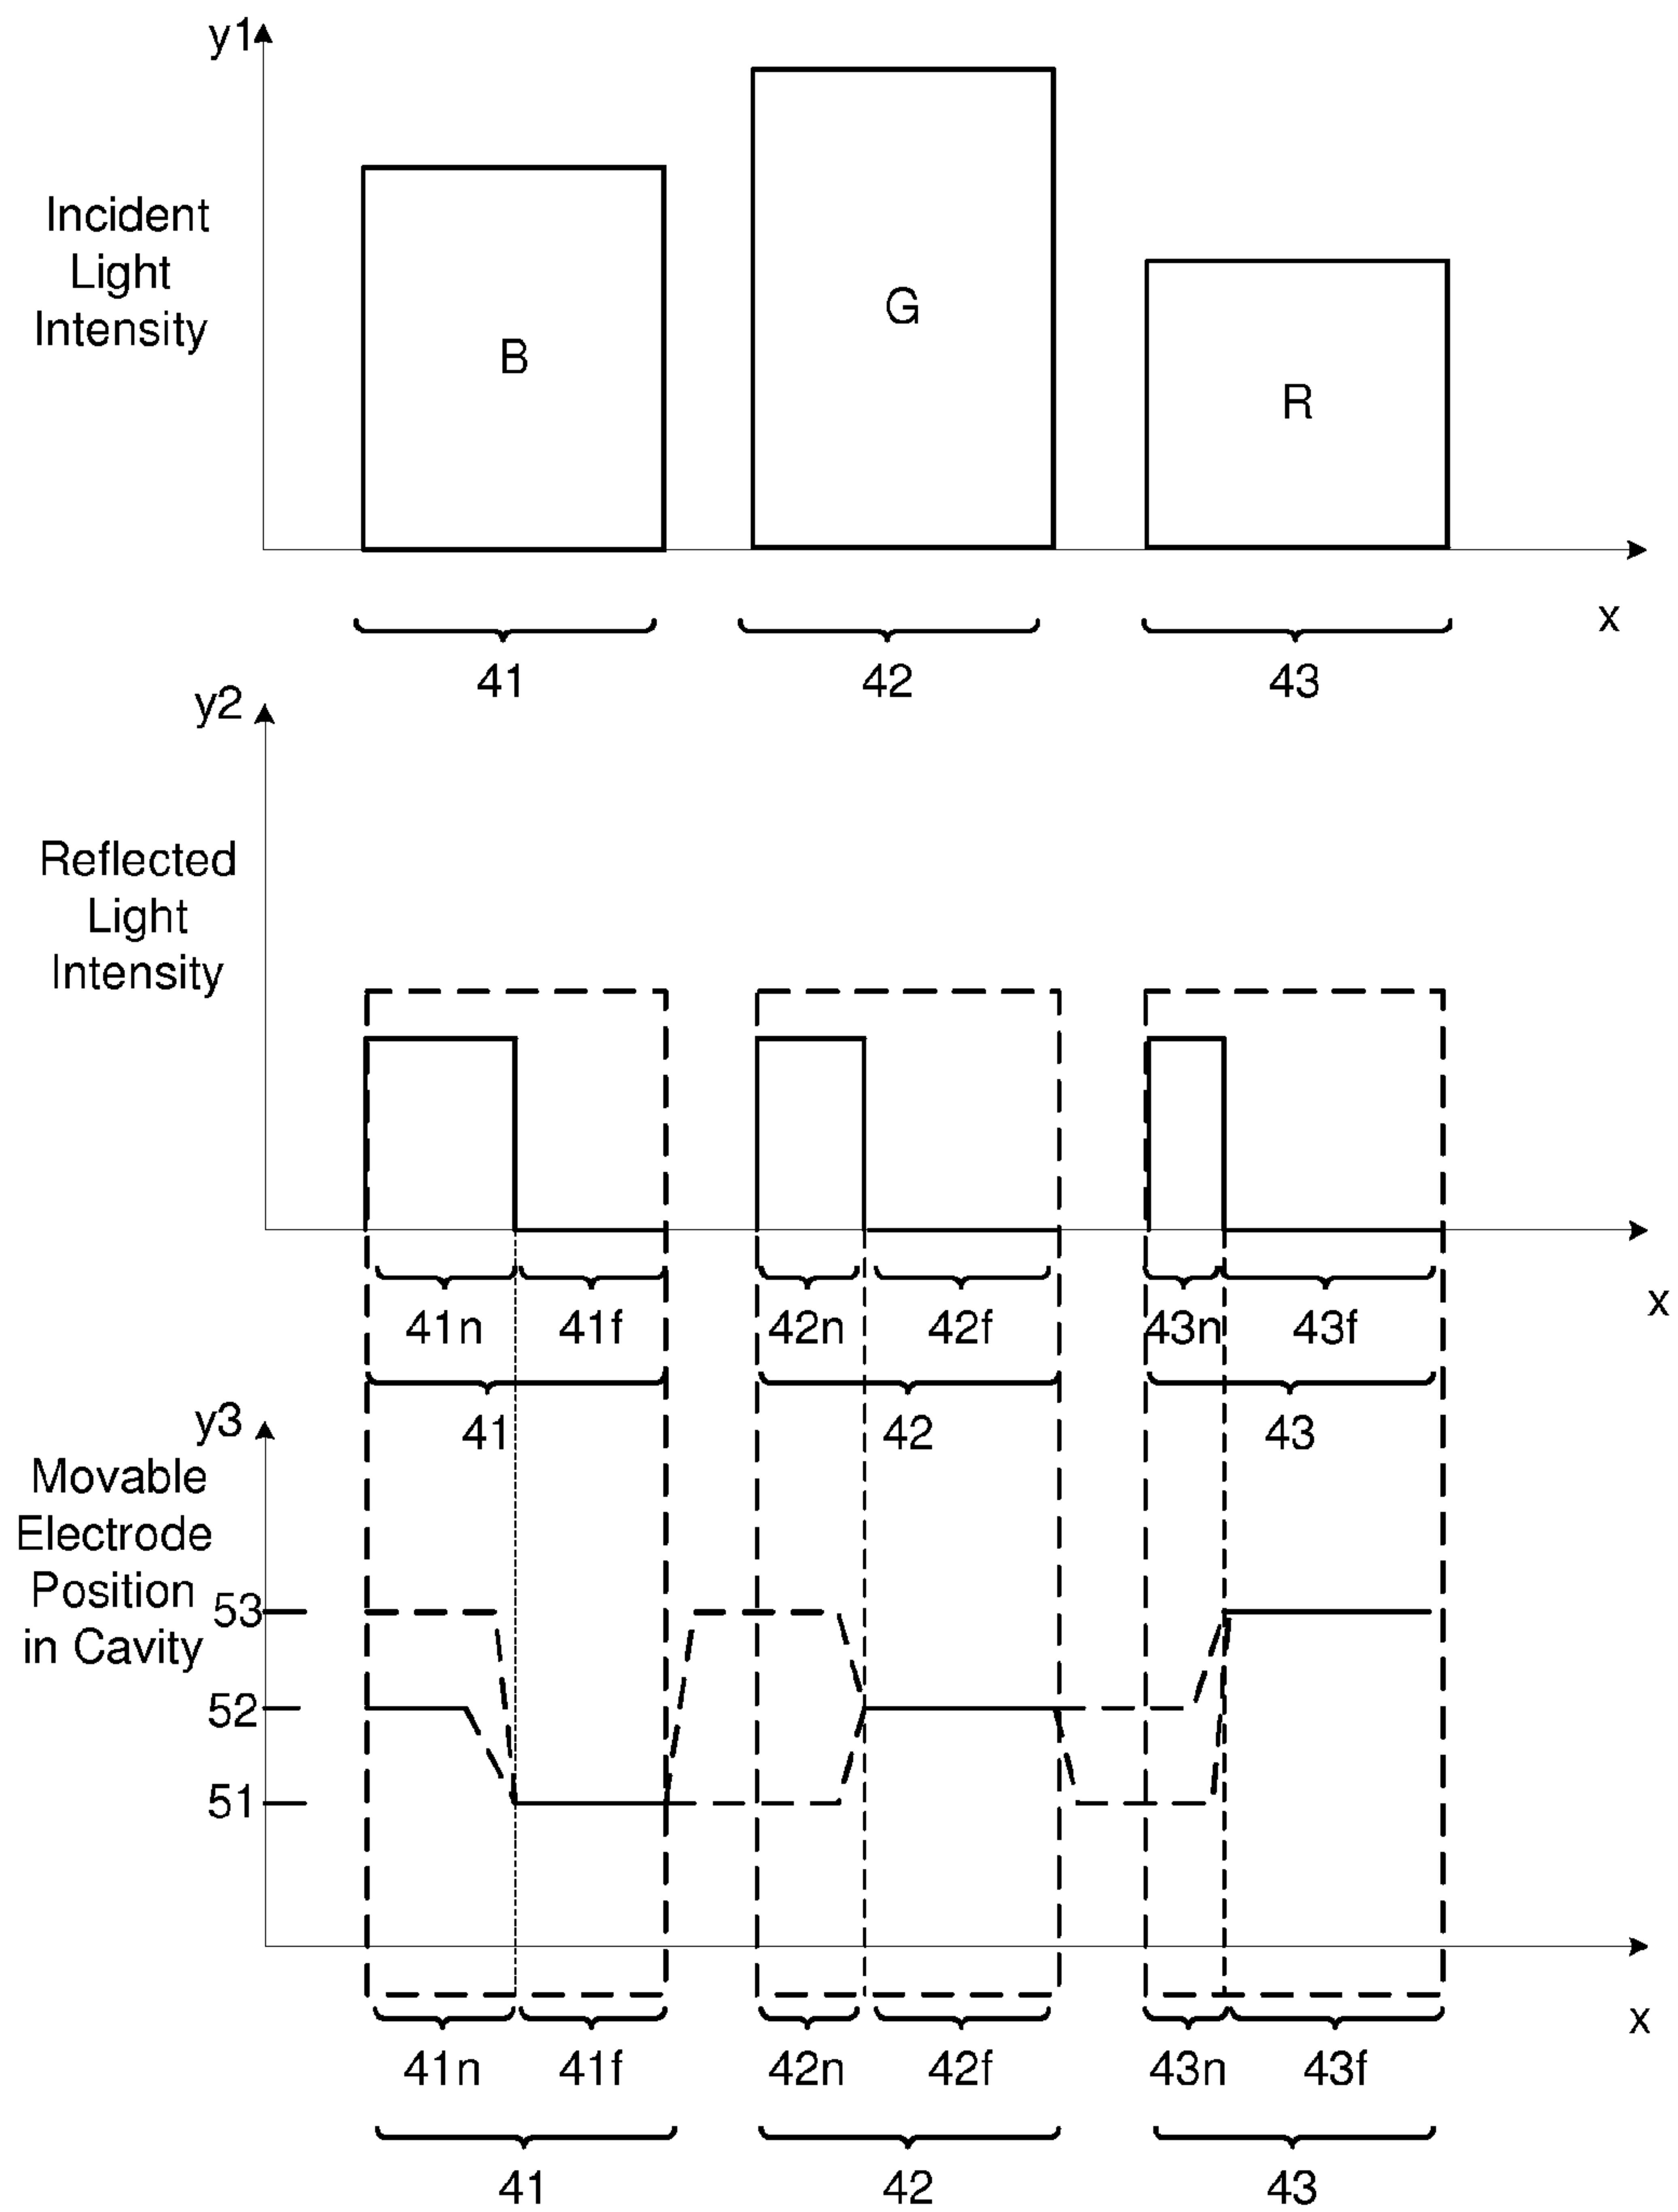 y1
Incident
Light
Intensity
B
G
R
x
41
42
43
y2
Reflected
Light
Intensity
41n
41f
42n
42f
43n
43f
x
41
42
43
y3
Movable
Electrode
Position
in Cavity
53
52
51
x
41n
41f
42n
42f
43n
43f
41
42
43